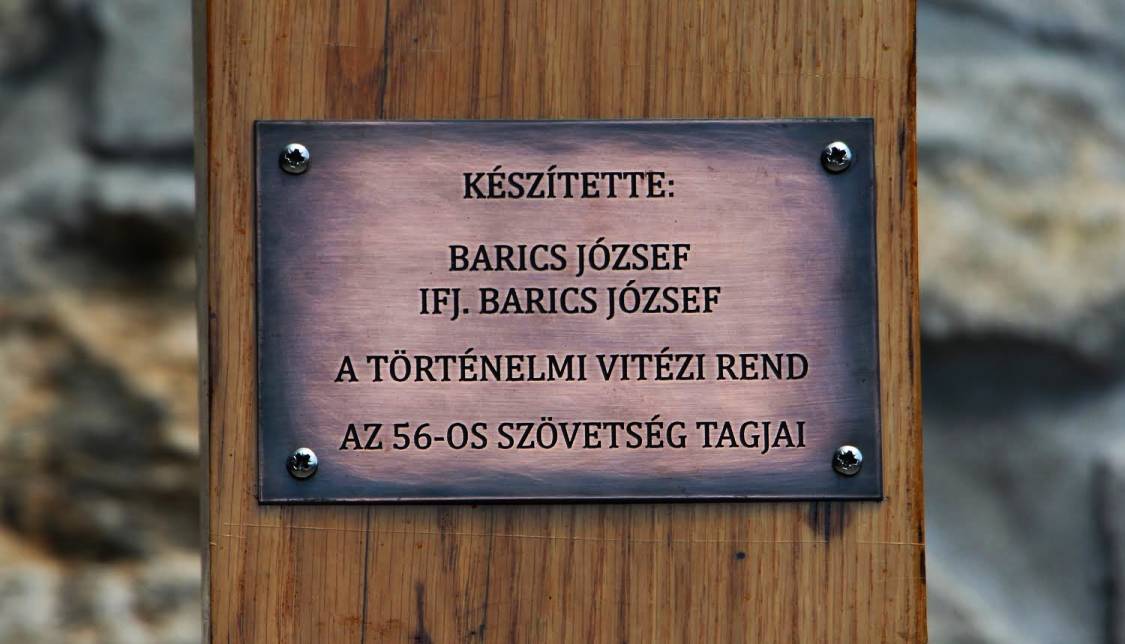 KÉSZÍTETTE:
BARICS JÓZSEF
IFJ. BARICS JÓZSEF
A TÖRTÉNELMI VITÉZI REND
AZ 56-OS SZÖVETSÉG TAGJAI